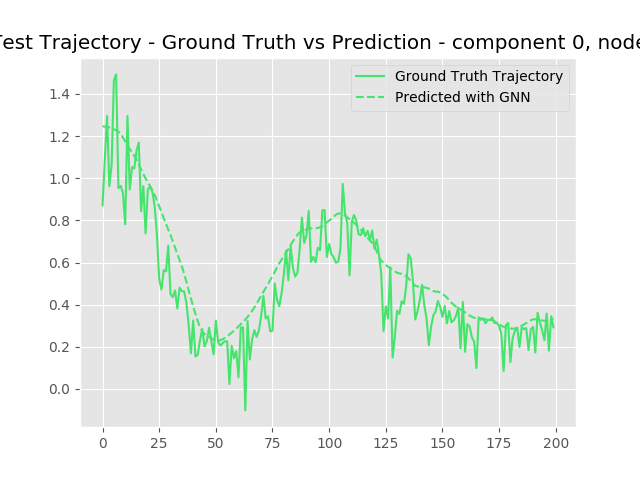 Test Trajectory - Ground Truth vs Prediction - component 0, node
Ground Truth Trajectory
Predicted with GNN
1.4
1.2
1.0
0.8
0.6
0.4
0.2
0.0
0 25 50 75 100 125 150 175 200